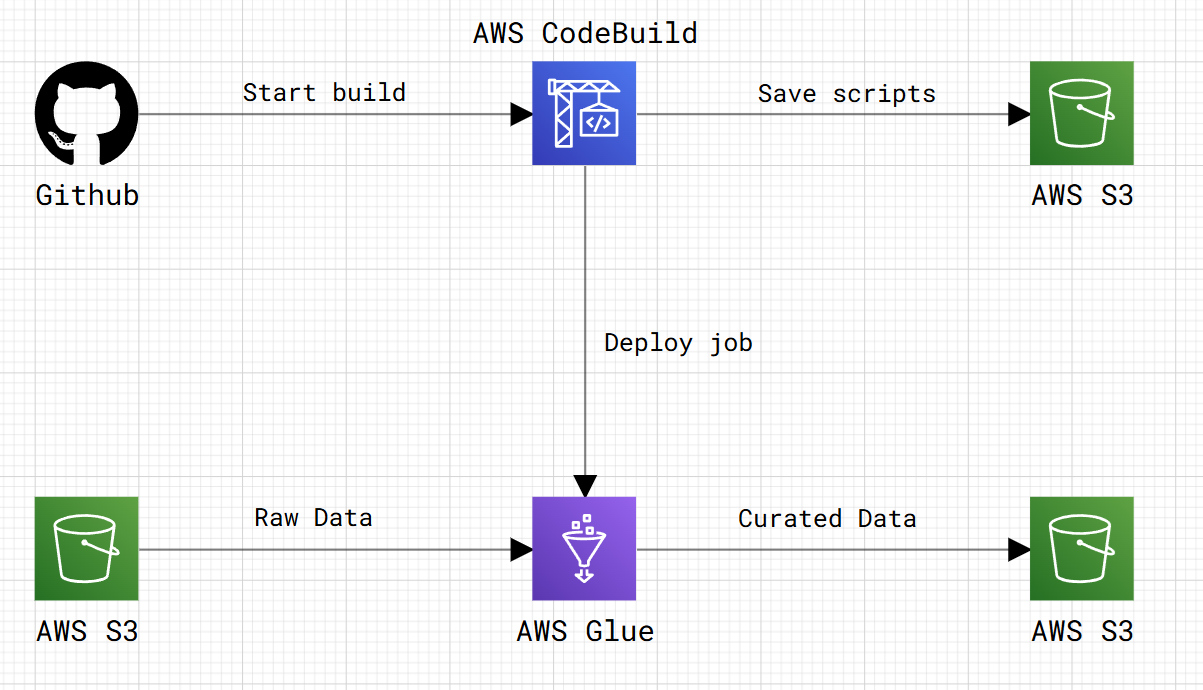 AWS CodeBuild
Start build
Save scripts
Github
AWS S3
Deploy job
Raw Data
Curated Data
AWS S3
AWS Glue
AWS S3